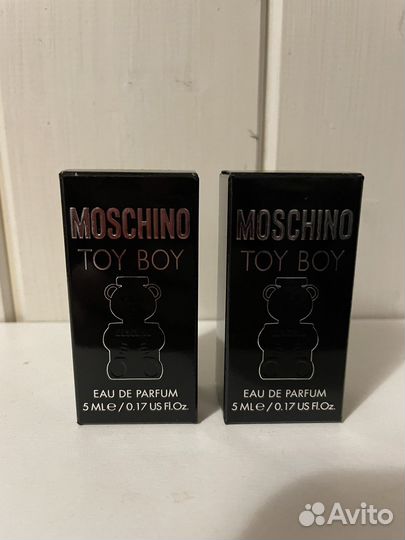 MOSCHINO
TOY BOY
EAU DE PARFUM
5 ML℮/0.17 US Fl.Oz.
MOSCHINO
TOY BOY
EAU DE PARFUM
5 ML℮/0.17 US Fl.Oz.
Avito